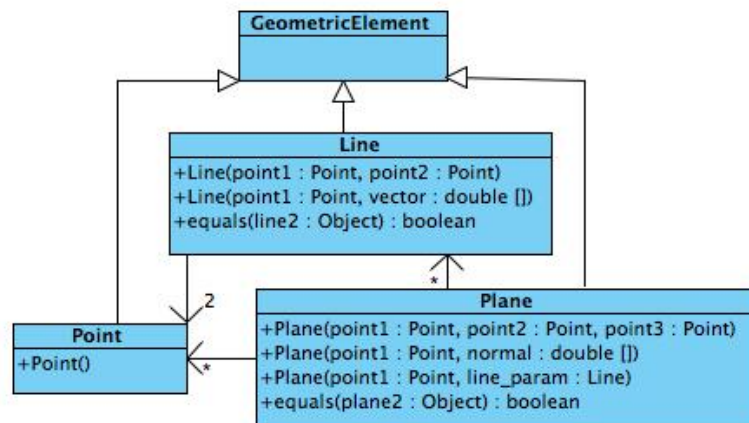 GeometricElement
Line
+Line(point1 : Point, point2 : Point)
+Line(point1 : Point, vector : double [])
+equals(line2 : Object) : boolean
2
*
Point
+Point()
*
Plane
+Plane(point1 : Point, point2 : Point, point3 : Point)
+Plane(point1 : Point, normal : double [])
+Plane(point1 : Point, line_param : Line)
+equals(plane2 : Object) : boolean